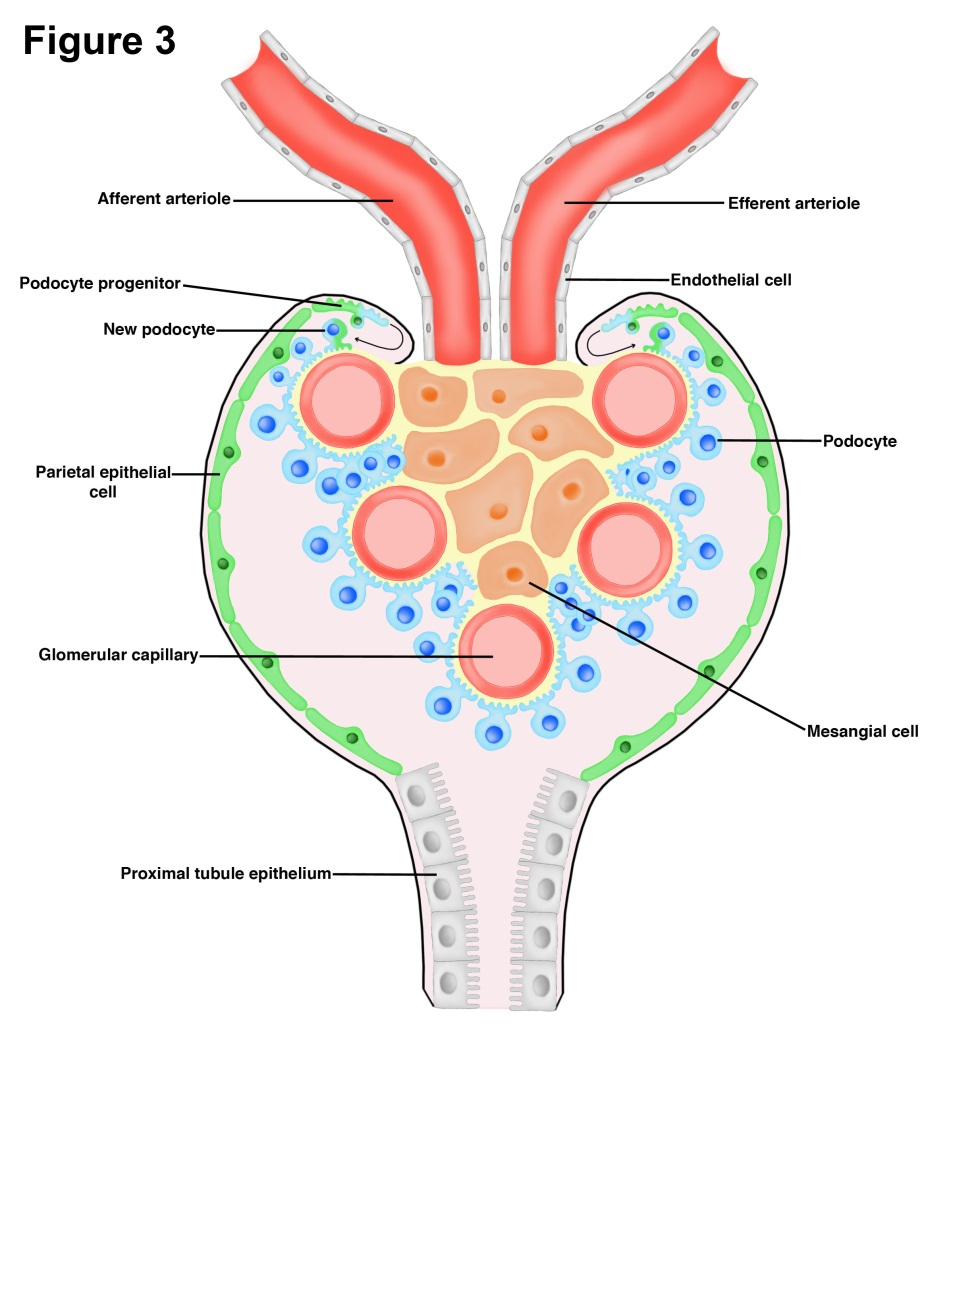 Figure 3
Afferent arteriole
Efferent arteriole
Podocyte progenitor
Endothelial cell
New podocyte
Podocyte
Parietal epithelial
cell
Glomerular capillary
Mesangial cell
Proximal tubule epithelium